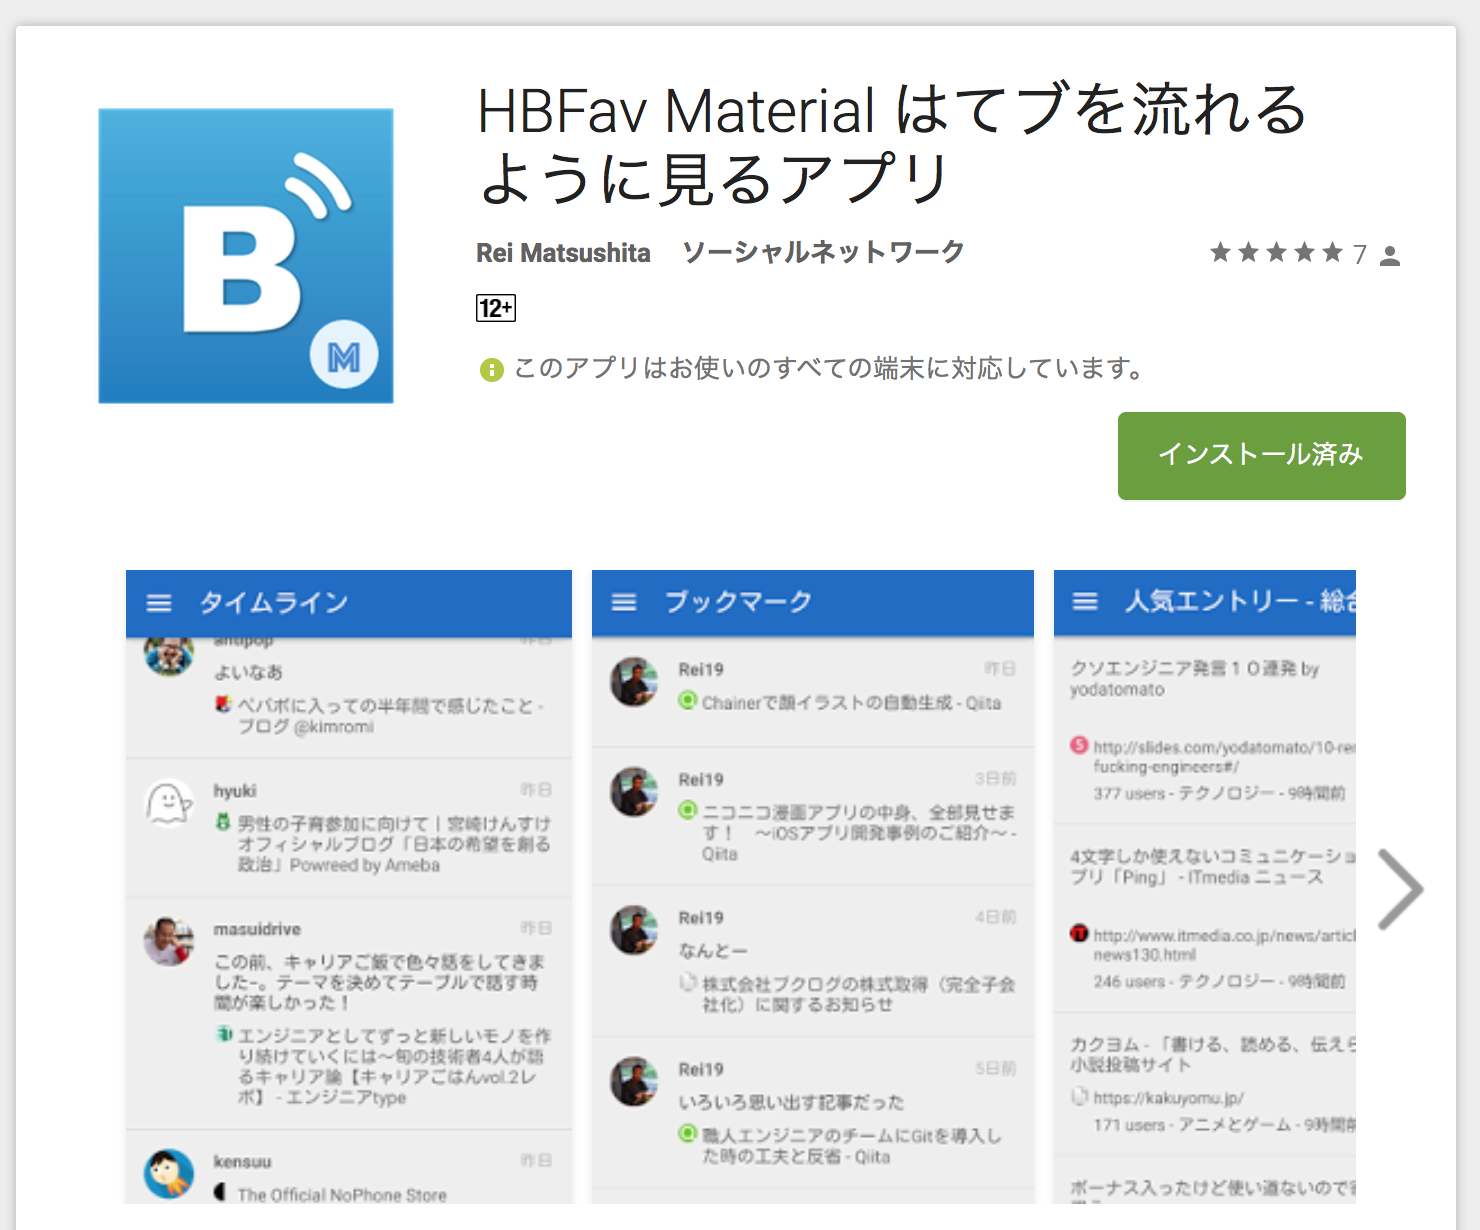 HBFav Material はてブを流れる
ように見るアプリ
Rei Matsushita ソーシャルネットワーク
7
12+
このアプリはお使いのすべての端末に対応しています。
インストール済み
B
M
タイムライン
antipop 昨日
よいなあ
ペパボに入っての半年間で感じたこと -
ブログ @kimromi
hyuki 昨日
男性の子育参加に向けて | 宮崎けんすけ
オフィシャルブログ「日本の希望を創る
政治」Powreed by Ameba
masuidrive 昨日
この前、キャリアご飯で色々話をしてきま
した-。テーマを決めてテーブルで話す時
間が楽しかった！
エンジニアとしてずっと新しいモノを作
り続けていくには～旬の技術者4人が語
るキャリア論【キャリアごはんvol.2レ
ポ】 - エンジニアtype
kensuu 昨日
The Official NoPhone Store
ブックマーク
Rei19 昨日
Chainerで顔イラストの自動生成 - Qiita
Rei19 3日前
ニコニコ漫画アプリの中身、全部見せま
す！　～iOSアプリ開発事例のご紹介～ -
Qiita
Rei19 4日前
なんとー
株式会社ブクログの株式取得（完全子会
社化）に関するお知らせ
Rei19 5日前
いろいろ思い出す記事だった
職人エンジニアのチームにGitを導入し
た時の工夫と反省 - Qiita
人気エントリー - 総合
クソエンジニア発言１０連発 by
yodatomato
http://slides.com/yodatomato/10-rem
fucking-engineers#/
377 users - テクノロジー - 9時間前
4文字しか使えないコミュニケーショ
プリ「Ping」 - ITmedia ニュース
http://www.itmedia.co.jp/news/articl
news130.html
246 users - テクノロジー - 9時間前
カクヨム - 「書ける、読める、伝えら
小説投稿サイト
https://kakuyomu.jp/
171 users - アニメとゲーム - 9時間前
ボーナス入ったけど使い道ないので